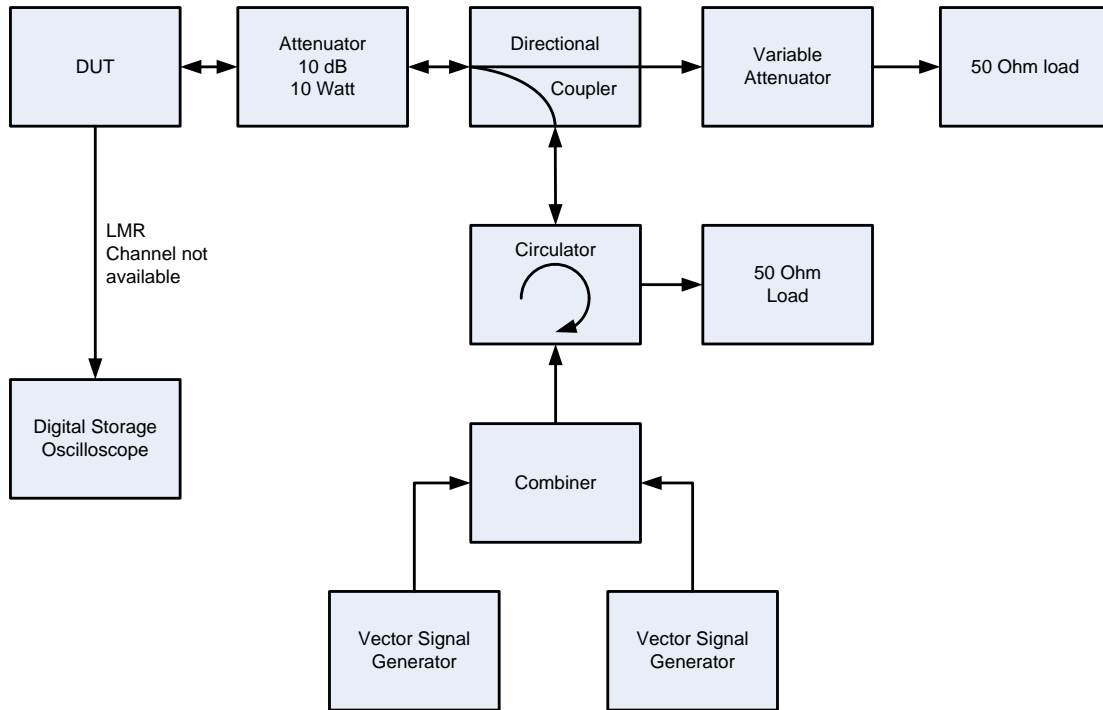 DUT
Attenuator
10 dB
10 Watt
Directional
Coupler
Variable
Attenuator
50 Ohm load
LMR
Channel not
available
Circulator
50 Ohm
Load
Digital Storage
Oscilloscope
Combiner
Vector Signal
Generator
Vector Signal
Generator